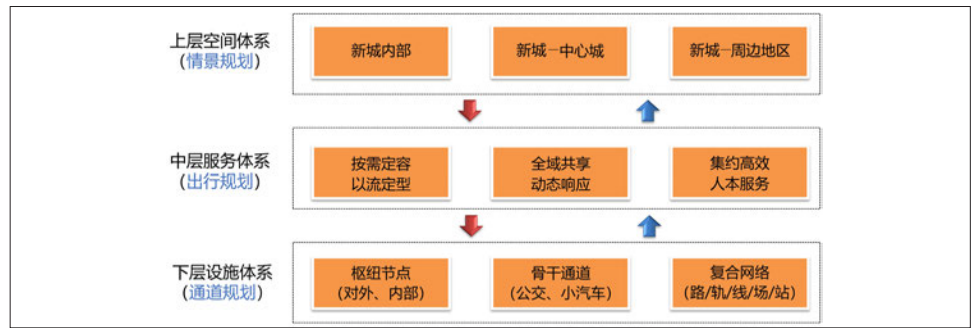 上层空间体系
（情景规划）
新城内部
新城－中心城
新城－周边地区
中层服务体系
（出行规划）
按需定容
以流定型
全域共享
动态响应
集约高效
人本服务
下层设施体系
（通道规划）
枢纽节点
（对外、内部）
骨干通道
（公交、小汽车）
复合网络
（路/轨/线/场/站）